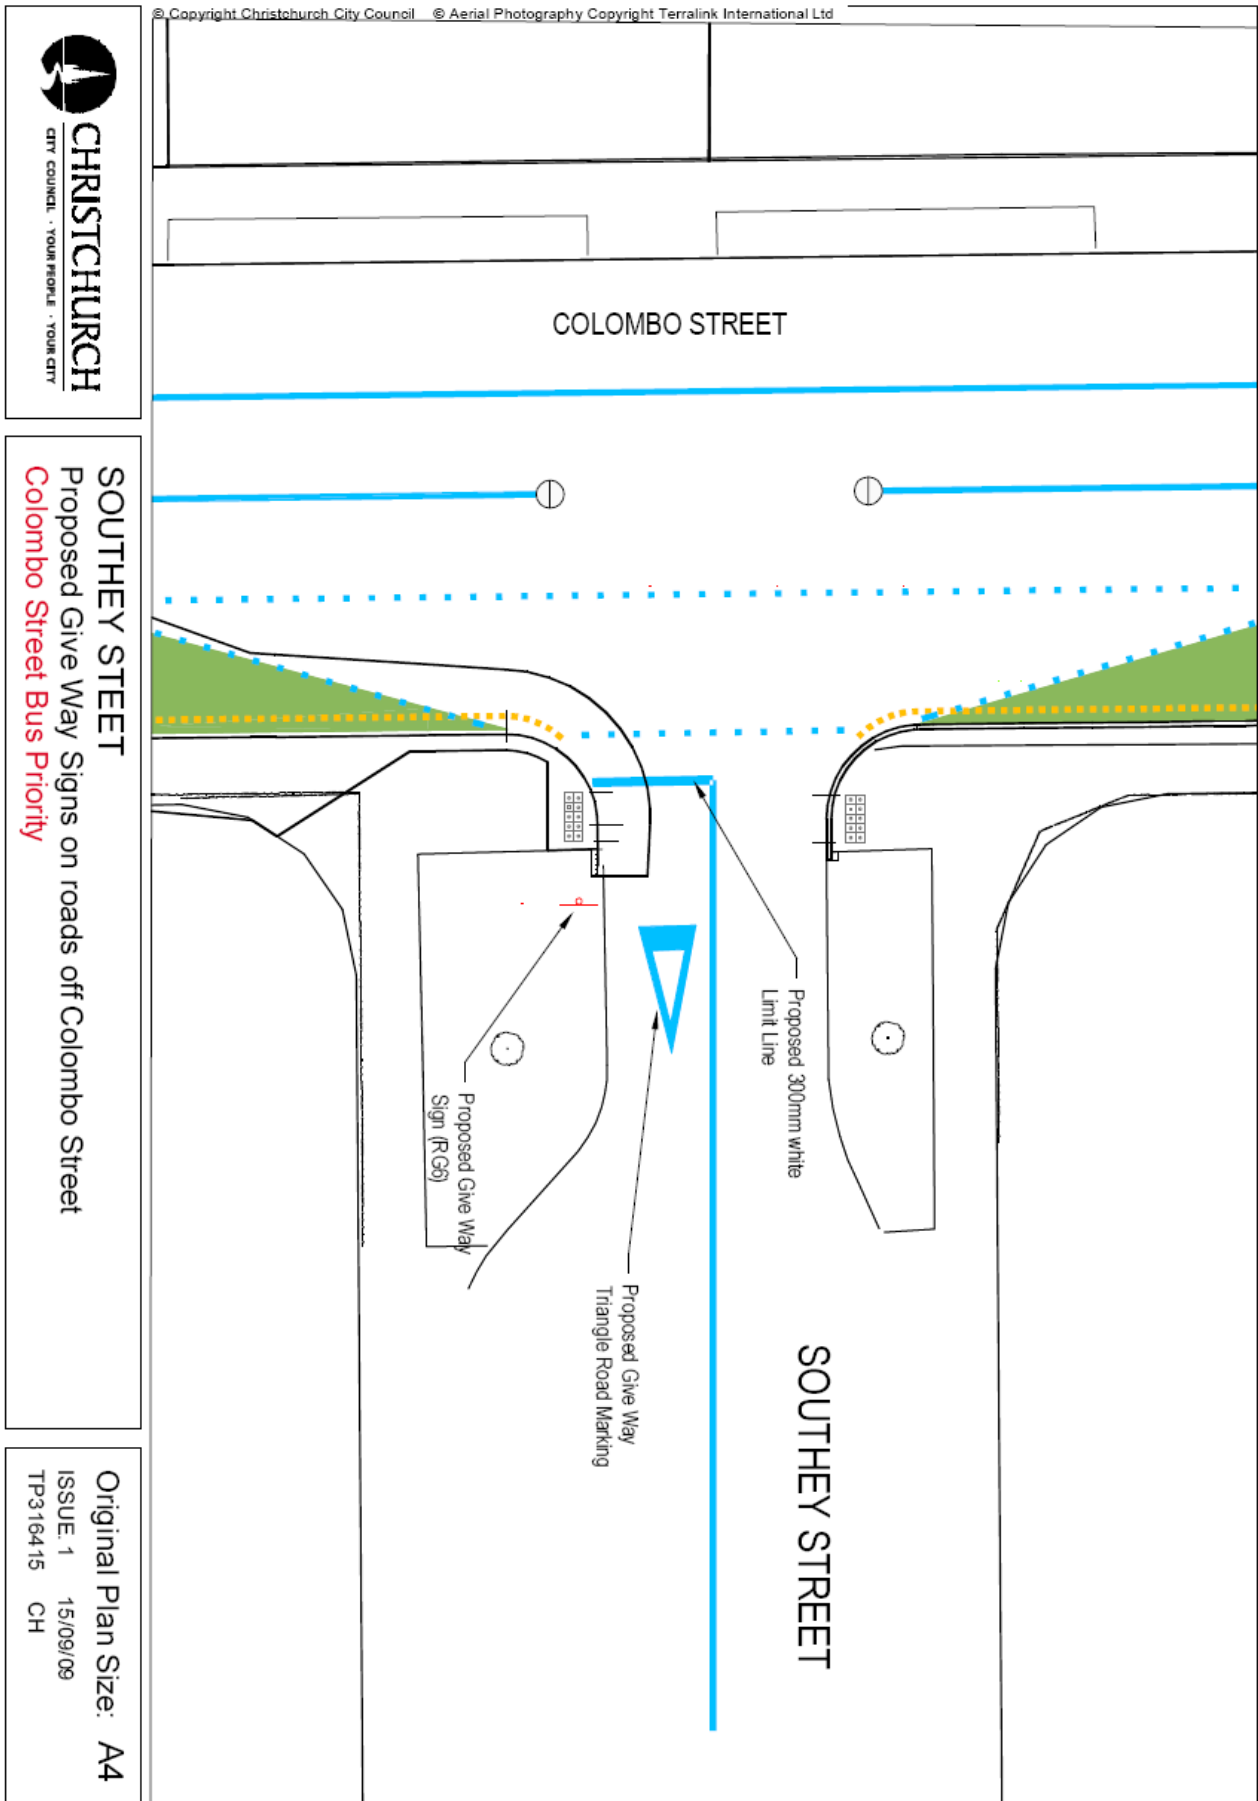 © Copyright Christchurch City Council © Aerial Photography Copyright Terralink International Ltd
COLOMBO STREET
SOUTHEY STREET
Proposed 300mm white
Limit Line
Proposed Give Way
Triangle Road Marking
Proposed Give Way
Sign (RG6)
CHRISTCHURCH
CITY COUNCIL · YOUR PEOPLE · YOUR CITY
SOUTHEY STEET
Proposed Give Way Signs on roads off Colombo Street
Colombo Street Bus Priority
Original Plan Size: A4
ISSUE.1 15/09/09
TP316415 CH